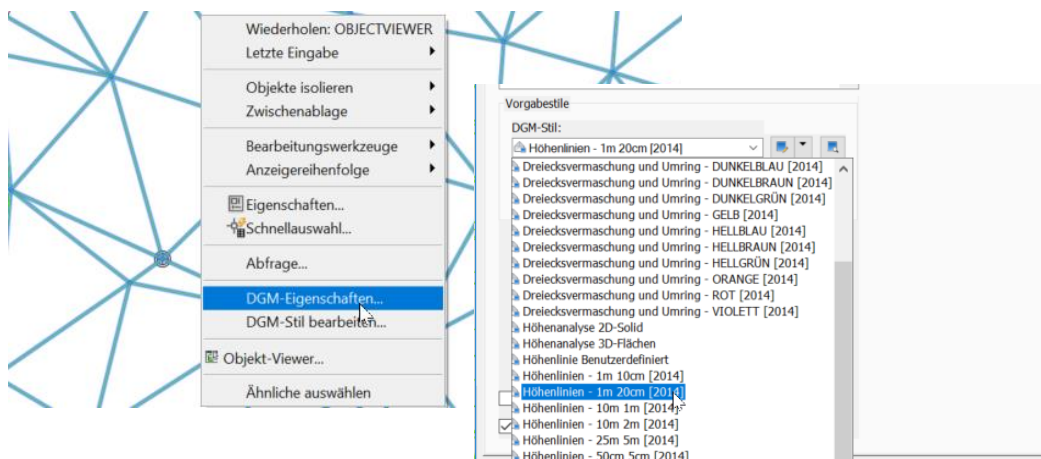 Wiederholen: OBJECTVIEWER
Letzte Eingabe
Objekte isolieren
Zwischenablage
Bearbeitungswerkzeuge
Anzeigereihenfolge
Eigenschaften...
Schnellauswahl...
Abfrage...
DGM-Eigenschaften...
DGM-Stil bearbeiten...
Objekt-Viewer...
Ähnliche auswählen
Vorgabestile
DGM-Stil:
Höhenlinien - 1m 20cm [2014]
Dreiecksvermaschung und Umring - DUNKELBLAU [2014]
Dreiecksvermaschung und Umring - DUNKELBRAUN [2014]
Dreiecksvermaschung und Umring - DUNKELGRÜN [2014]
Dreiecksvermaschung und Umring - GELB [2014]
Dreiecksvermaschung und Umring - HELLBLAU [2014]
Dreiecksvermaschung und Umring - HELLBRAUN [2014]
Dreiecksvermaschung und Umring - HELLGRÜN [2014]
Dreiecksvermaschung und Umring - ORANGE [2014]
Dreiecksvermaschung und Umring - ROT [2014]
Dreiecksvermaschung und Umring - VIOLETT [2014]
Höhenanalyse 2D-Solid
Höhenanalyse 3D-Flächen
Höhenlinie Benutzerdefiniert
Höhenlinien - 1m 10cm [2014]
Höhenlinien - 1m 20cm [2014]
Höhenlinien - 10m 1m [2014]
Höhenlinien - 10m 2m [2014]
Höhenlinien - 25m 5m [2014]
Höhenlinien - 50cm 5cm [2014]